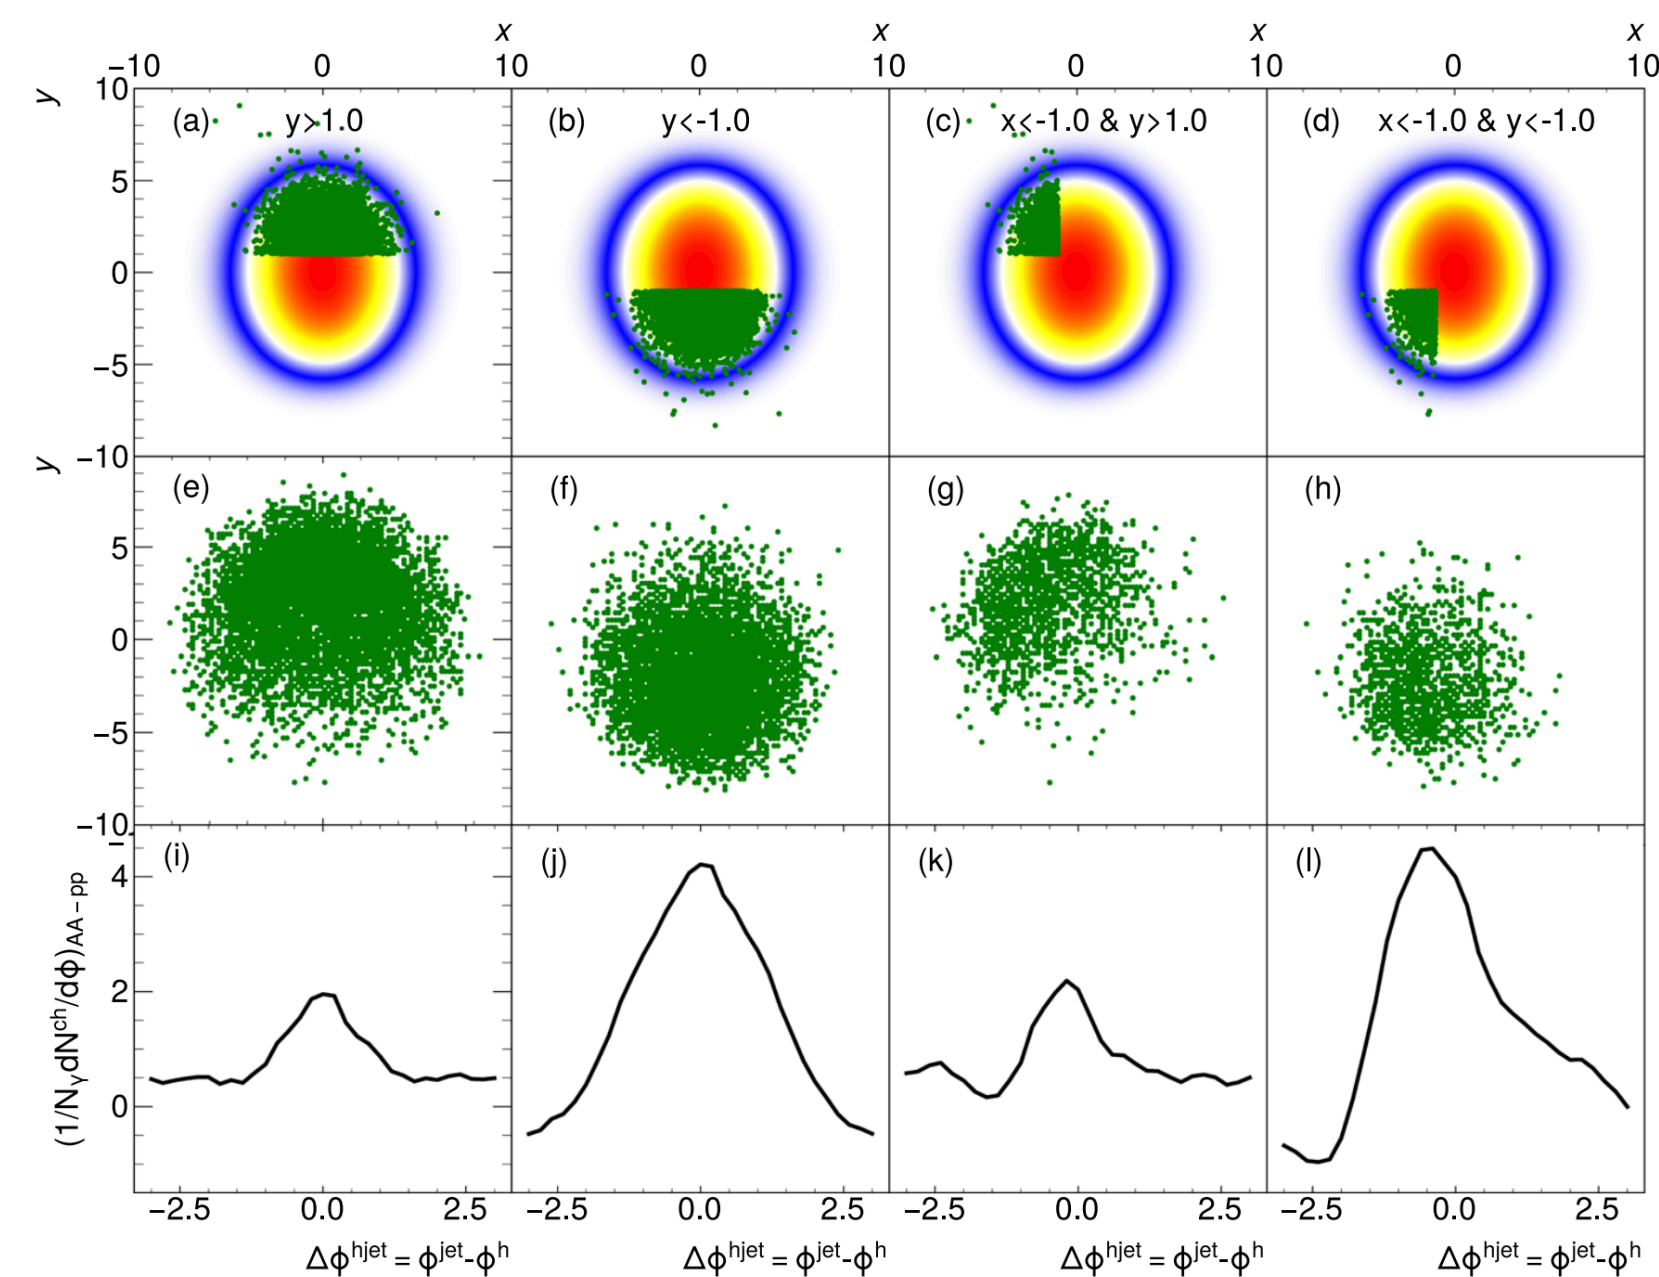 x x x x
−10 0 10 0 10 0 10 0 10
y 10 (a) y>1.0 (b) y<-1.0 (c) x<-1.0 & y>1.0 (d) x<-1.0 & y<-1.0
5
0
−5
−10
y (e) (f) (g) (h)
5
0
−5
−10
(i) (j) (k) (l)
4
2
0
(1/NγdNch/dϕ)AA−pp
−2.5 0.0 2.5 −2.5 0.0 2.5 −2.5 0.0 2.5 −2.5 0.0 2.5
Δϕhjet = ϕjet-ϕh Δϕhjet = ϕjet-ϕh Δϕhjet = ϕjet-ϕh Δϕhjet = ϕjet-ϕh